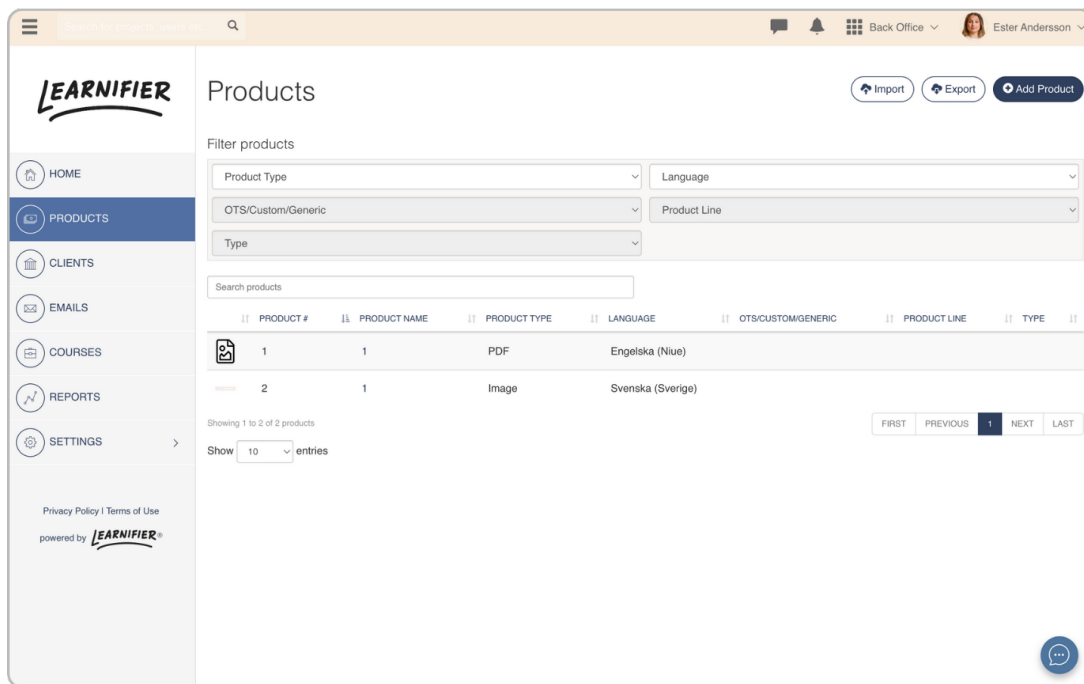 Back Office
Ester Andersson
LEARNIFIER
Products
Import
Export
Add Product
Filter products
HOME
PRODUCTS
CLIENTS
EMAILS
COURSES
REPORTS
SETTINGS
Privacy Policy | Terms of Use
powered by LEARNIFIER®
Product Type
Language
OTS/Custom/Generic
Product Line
Type
Search products
PRODUCT # PRODUCT NAME PRODUCT TYPE LANGUAGE OTS/CUSTOM/GENERIC PRODUCT LINE TYPE
1 1 PDF Engelska (Niue)
2 1 Image Svenska (Sverige)
Showing 1 to 2 of 2 products
FIRST PREVIOUS 1 NEXT LAST
Show 10 entries